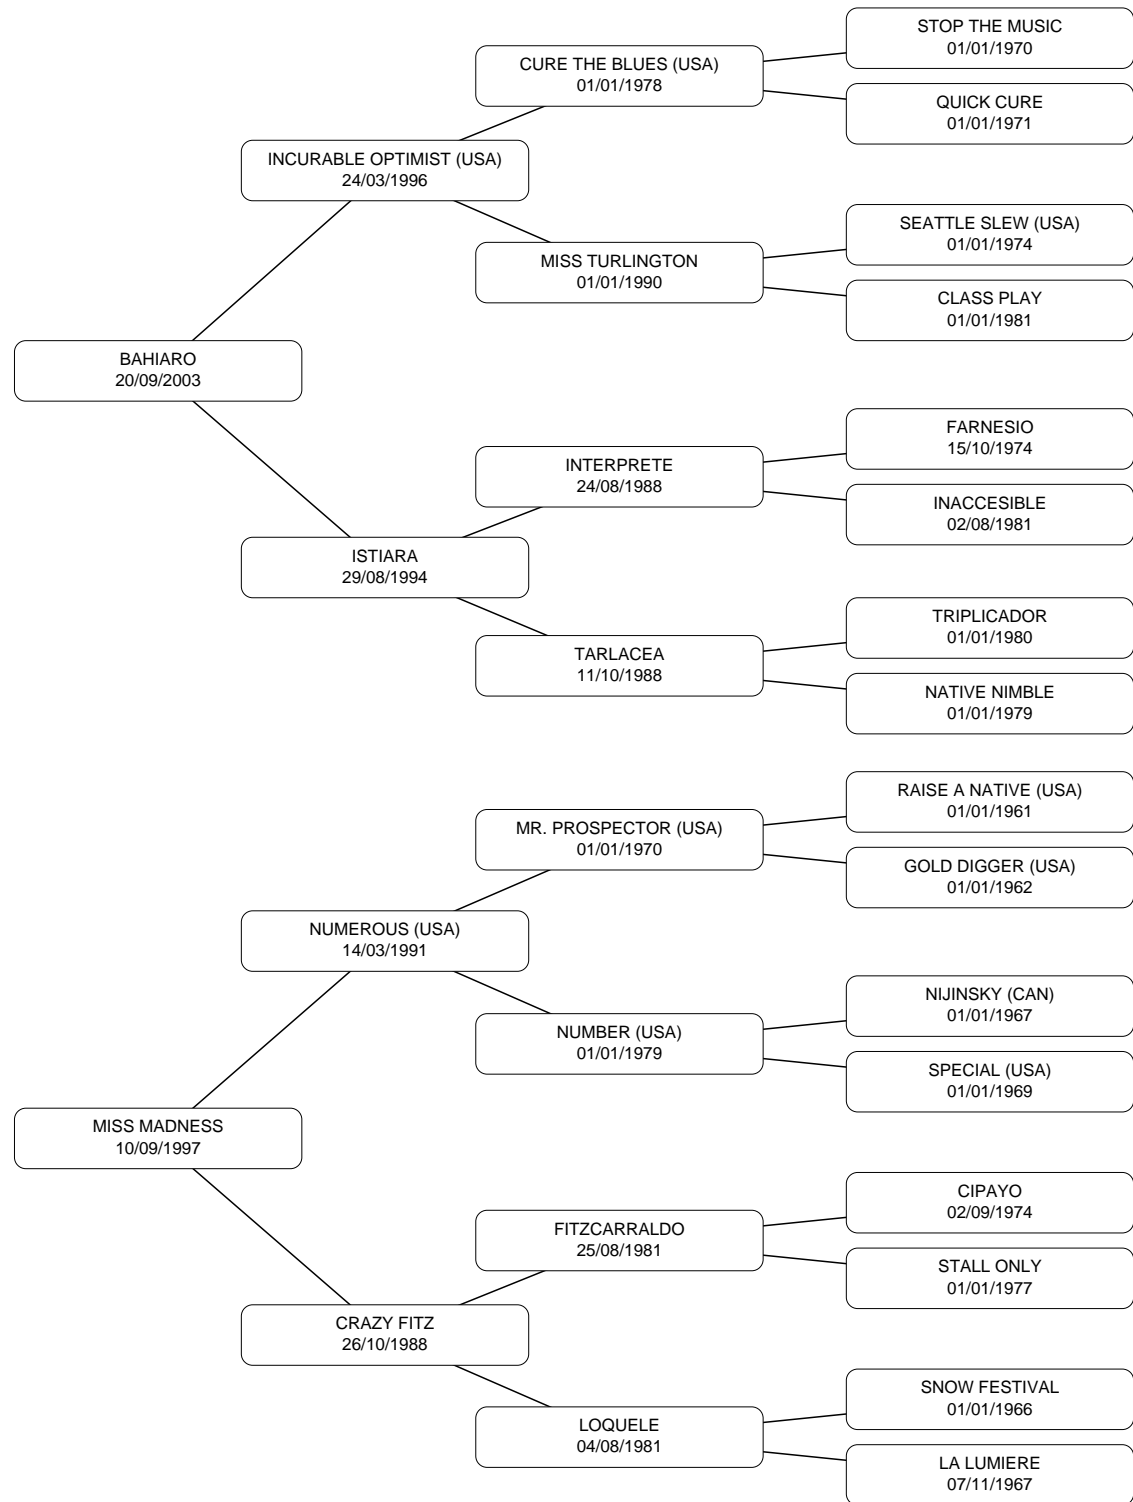 STOP THE MUSIC
01/01/1970
CURE THE BLUES (USA)
01/01/1978
QUICK CURE
01/01/1971
INCURABLE OPTIMIST (USA)
24/03/1996
SEATTLE SLEW (USA)
01/01/1974
MISS TURLINGTON
01/01/1990
CLASS PLAY
01/01/1981
BAHIARO
20/09/2003
FARNESIO
15/10/1974
INTERPRETE
24/08/1988
INACCESIBLE
02/08/1981
ISTIARA
29/08/1994
TRIPLICADOR
01/01/1980
TARLACEA
11/10/1988
NATIVE NIMBLE
01/01/1979
RAISE A NATIVE (USA)
01/01/1961
MR. PROSPECTOR (USA)
01/01/1970
GOLD DIGGER (USA)
01/01/1962
NUMEROUS (USA)
14/03/1991
NIJINSKY (CAN)
01/01/1967
NUMBER (USA)
01/01/1979
SPECIAL (USA)
01/01/1969
MISS MADNESS
10/09/1997
CIPAYO
02/09/1974
FITZCARRALDO
25/08/1981
STALL ONLY
01/01/1977
CRAZY FITZ
26/10/1988
SNOW FESTIVAL
01/01/1966
LOQUELE
04/08/1981
LA LUMIERE
07/11/1967